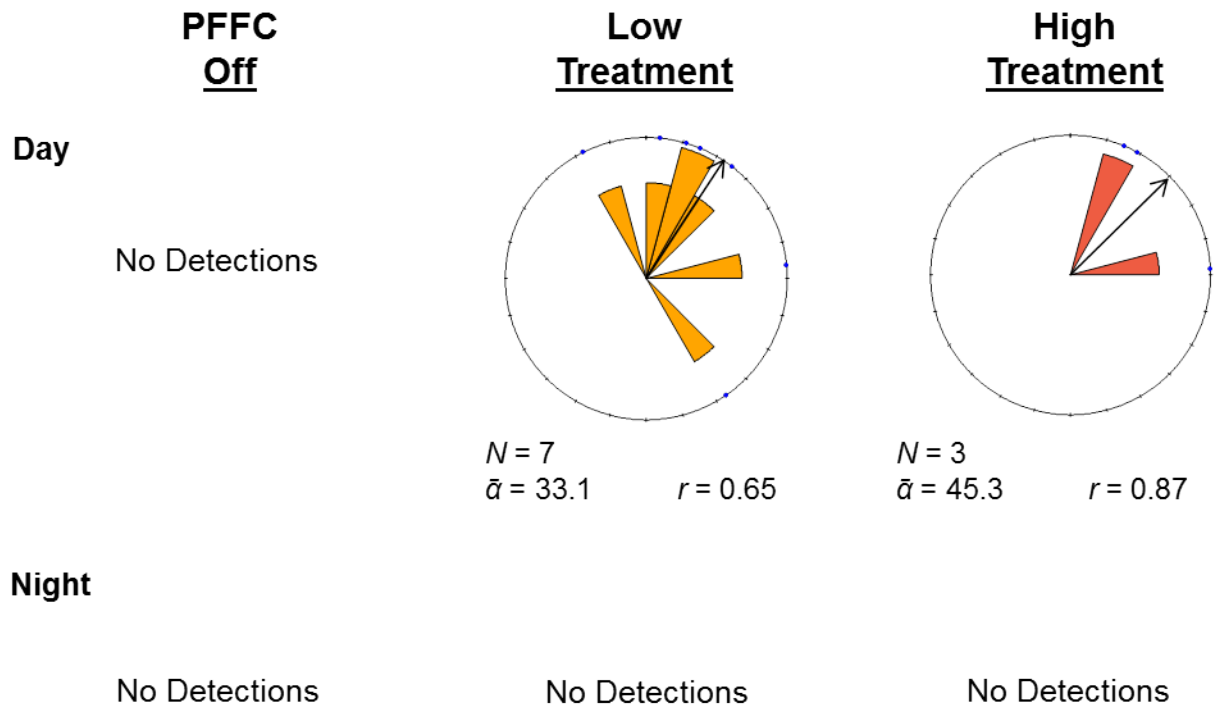 PFFC
Off
Low
Treatment
High
Treatment
Day
No Detections
N = 7
ᾱ = 33.1 r = 0.65
N = 3
ᾱ = 45.3 r = 0.87
Night
No Detections
No Detections
No Detections